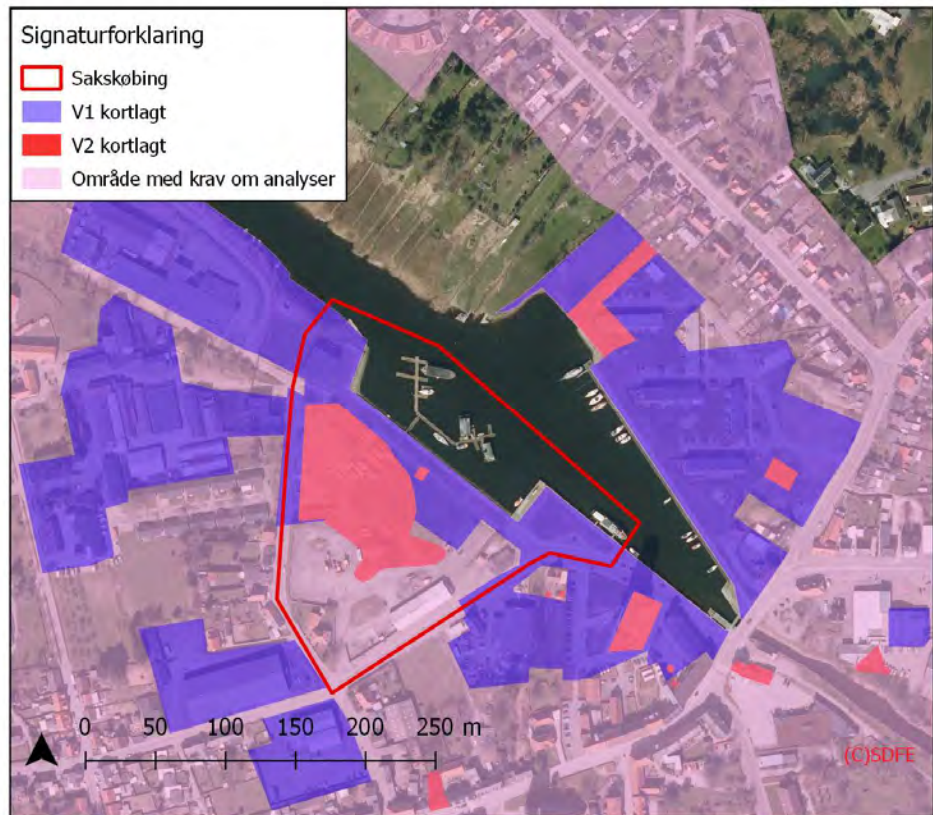 Signaturforklaring
Sakskøbing
V1 kortlagt
V2 kortlagt
Område med krav om analyser
0 50 100 150 200 250 m
(C)SDFE